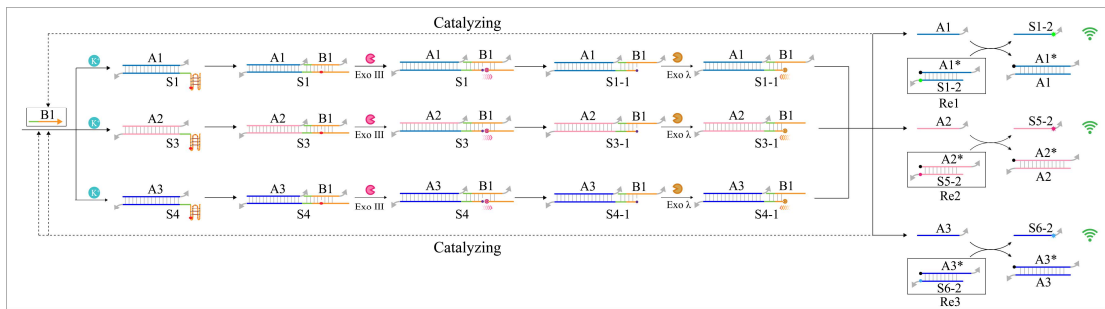 Catalyzing
A1 S1-2
K A1 A1 B1 A1 B1 A1 B1 A1 B1
S1 S1 Exo III S1 S1-1 Exo λ S1-1
A1* A1*
S1-2 A1
Re1
B1
K A2 A2 B1 A2 B1 A2 B1 A2 B1
S3 S3 Exo III S3 S3-1 Exo λ S3-1
A2 S5-2
A2* A2*
S5-2 A2
Re2
K A3 A3 B1 A3 B1 A3 B1 A3 B1
S4 S4 Exo III S4 S4-1 Exo λ S4-1
A3 S6-2
Catalyzing
A3* A3*
S6-2 A3
Re3